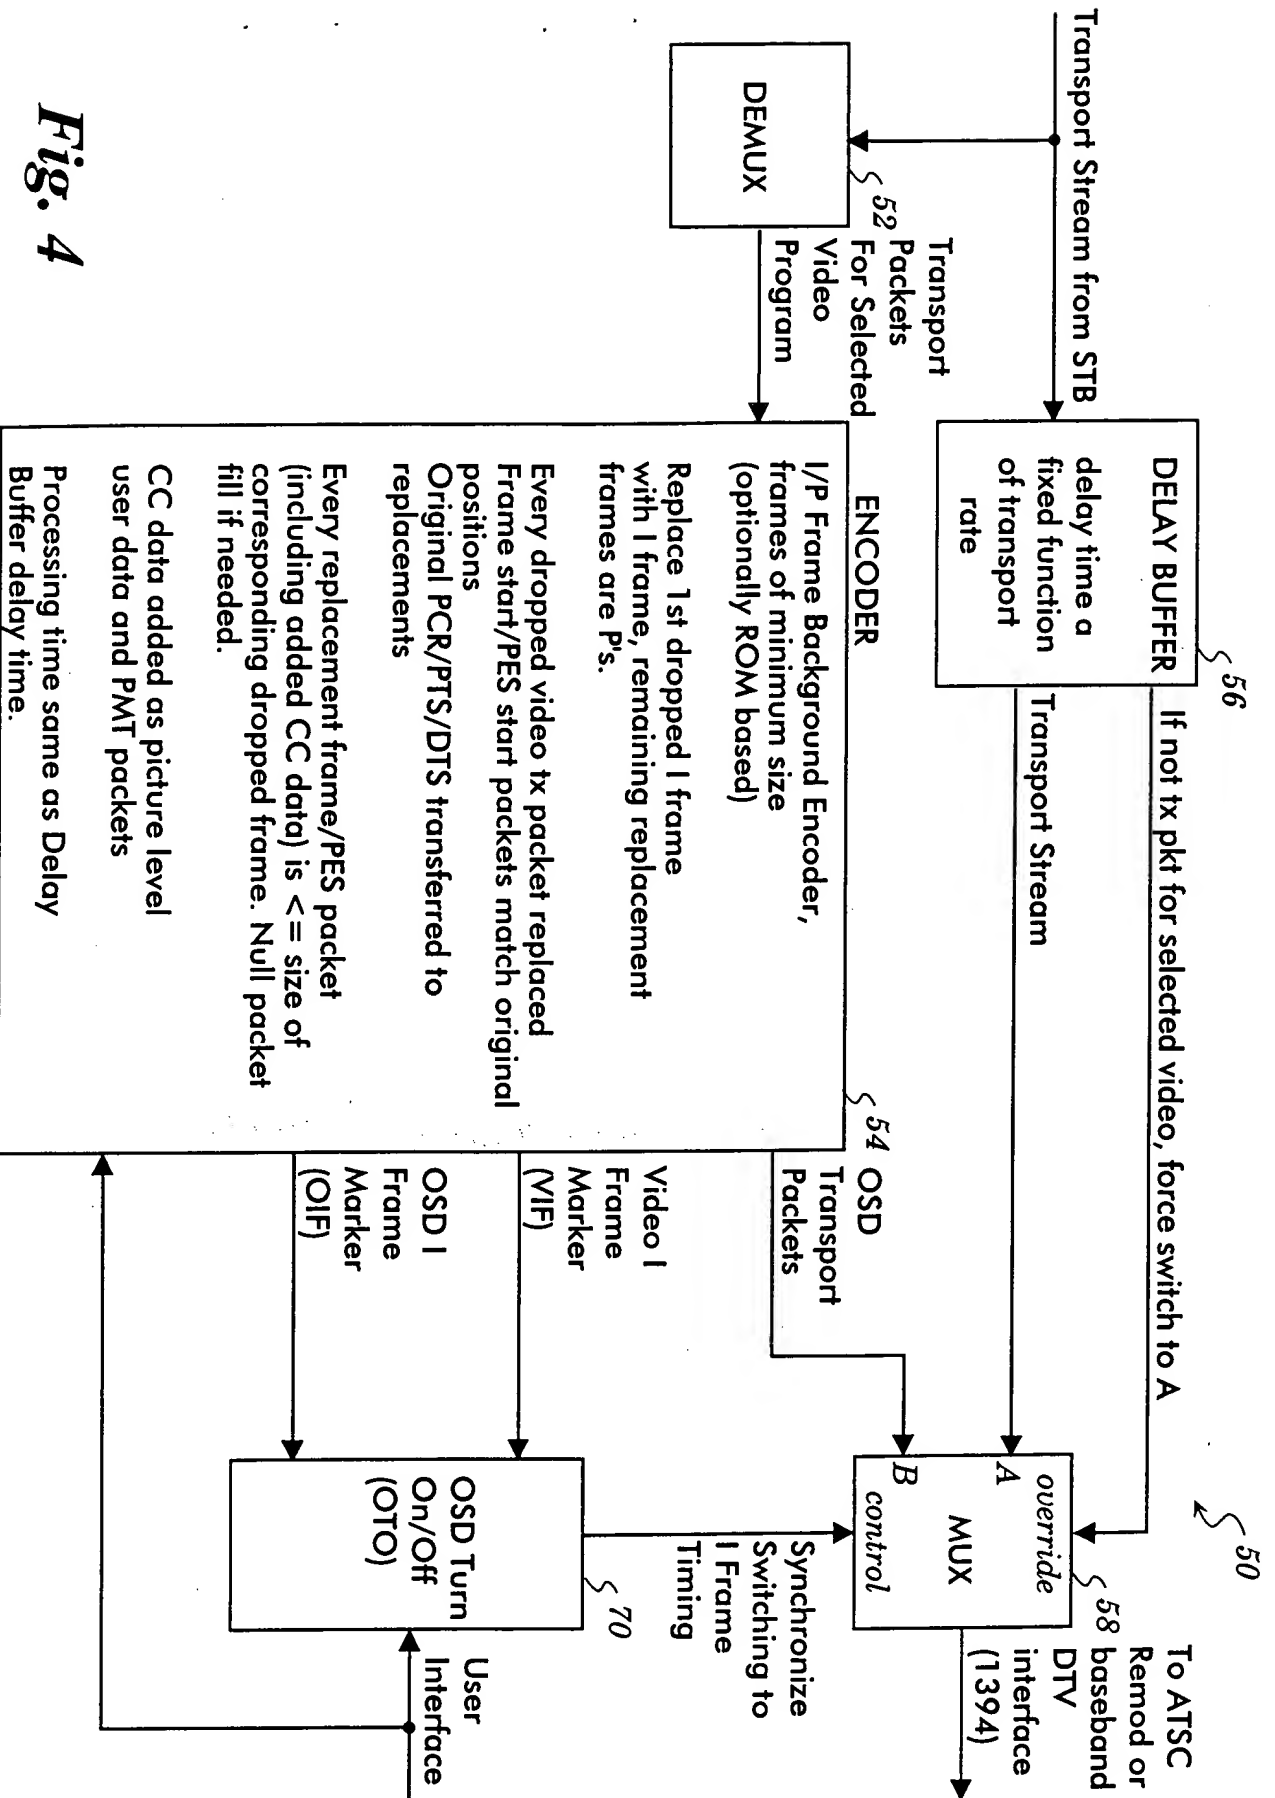 50
Transport Stream from STB
DELAY BUFFER
delay time a
fixed function
of transport
rate
56
If not tx pkt for selected video, force switch to A
Transport Stream
override
A
MUX
B
control
58
To ATSC
Remod or
baseband
DTV
interface
(1394)
DEMUX
52
Transport
Packets
For Selected
Video
Program
ENCODER
I/P Frame Background Encoder,
frames of minimum size
(optionally ROM based)
Replace 1st dropped I frame
with I frame, remaining replacement
frames are P's.
Every dropped video tx packet replaced
Frame start/PES start packets match original
positions
Original PCR/PTS/DTS transferred to
replacements
Every replacement frame/PES packet
(including added CC data) is <= size of
corresponding dropped frame. Null packet
fill if needed.
CC data added as picture level
user data and PMT packets
Processing time same as Delay
Buffer delay time.
54
OSD
Transport
Packets
Video I
Frame
Marker
(VIF)
OSD I
Frame
Marker
(OIF)
Synchronize
Switching to
I Frame
Timing
70
OSD Turn
On/Off
(OTO)
User
Interface
Fig. 4